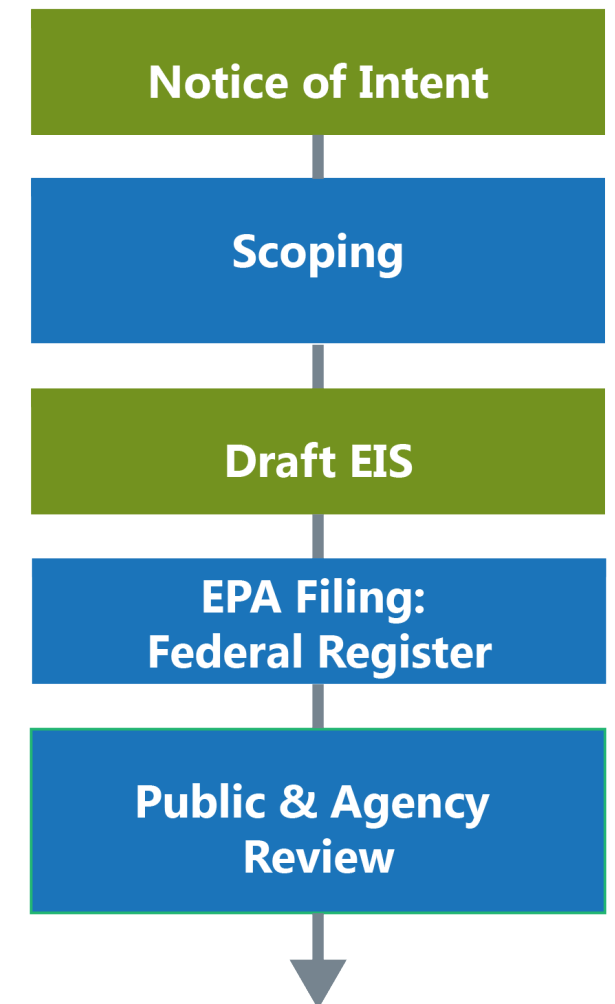 Notice of Intent
Scoping
Draft EIS
EPA Filing:
Federal Register
Public & Agency
Review